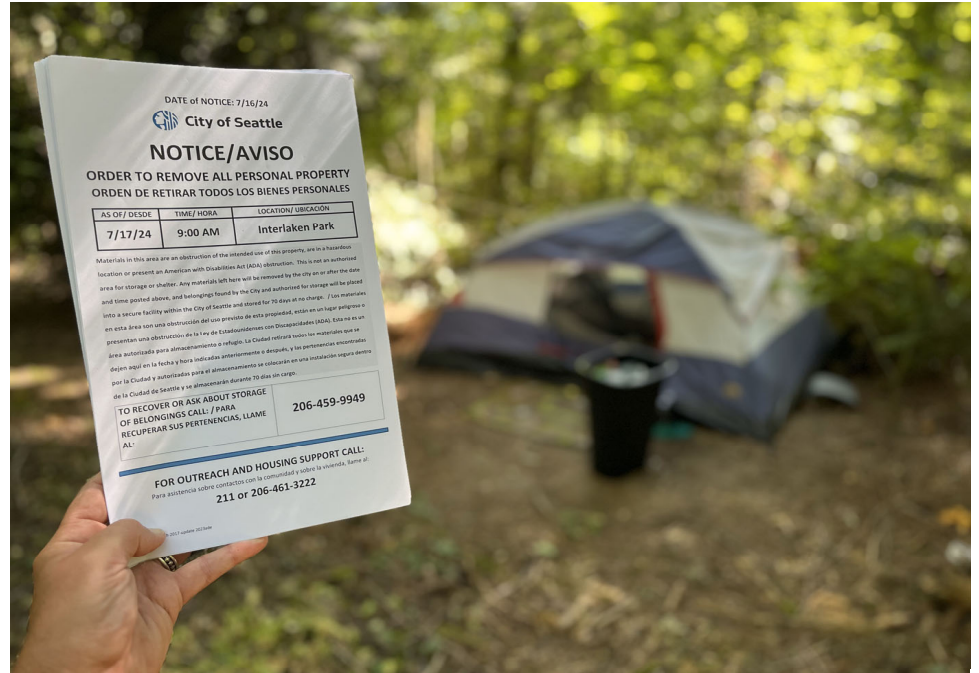 DATE of NOTICE: 7/16/24
City of Seattle
NOTICE/AVISO
ORDER TO REMOVE ALL PERSONAL PROPERTY
ORDEN DE RETIRAR TODOS LOS BIENES PERSONALES
AS OF/ DESDE TIME/ HORA LOCATION/ UBICACIÓN
7/17/24 9:00 AM Interlaken Park
Materials in this area are an obstruction of the intended use of this property, are in a hazardous
location or present an American with Disabilities Act (ADA) obstruction. This is not an authorized
area for storage or shelter. Any materials left here will be removed by the city on or after the date
and time posted above, and belongings found by the City and authorized for storage will be placed
into a secure facility within the City of Seattle and stored for 70 days at no charge. / Los materiales
en esta área son una obstrucción del uso previsto de esta propiedad, están en un lugar peligroso o
presentan una obstrucción de la Ley de Estadounidenses con Discapacidades (ADA). Esta no es un
área autorizada para almacenamiento o refugio. La Ciudad retirará todos los materiales que se
dejen aquí en la fecha y hora indicadas anteriormente o después, y las pertenencias encontradas
por la Ciudad y autorizadas para el almacenamiento se colocarán en una instalación segura dentro
de la Ciudad de Seattle y se almacenarán durante 70 días sin cargo.
TO RECOVER OR ASK ABOUT STORAGE
OF BELONGINGS CALL: / PARA
RECUPERAR SUS PERTENENCIAS, LLAME
AL:
206-459-9949
FOR OUTREACH AND HOUSING SUPPORT CALL:
Para asistencia sobre contactos con la comunidad y sobre la vivienda, llame al:
211 or 206-461-3222